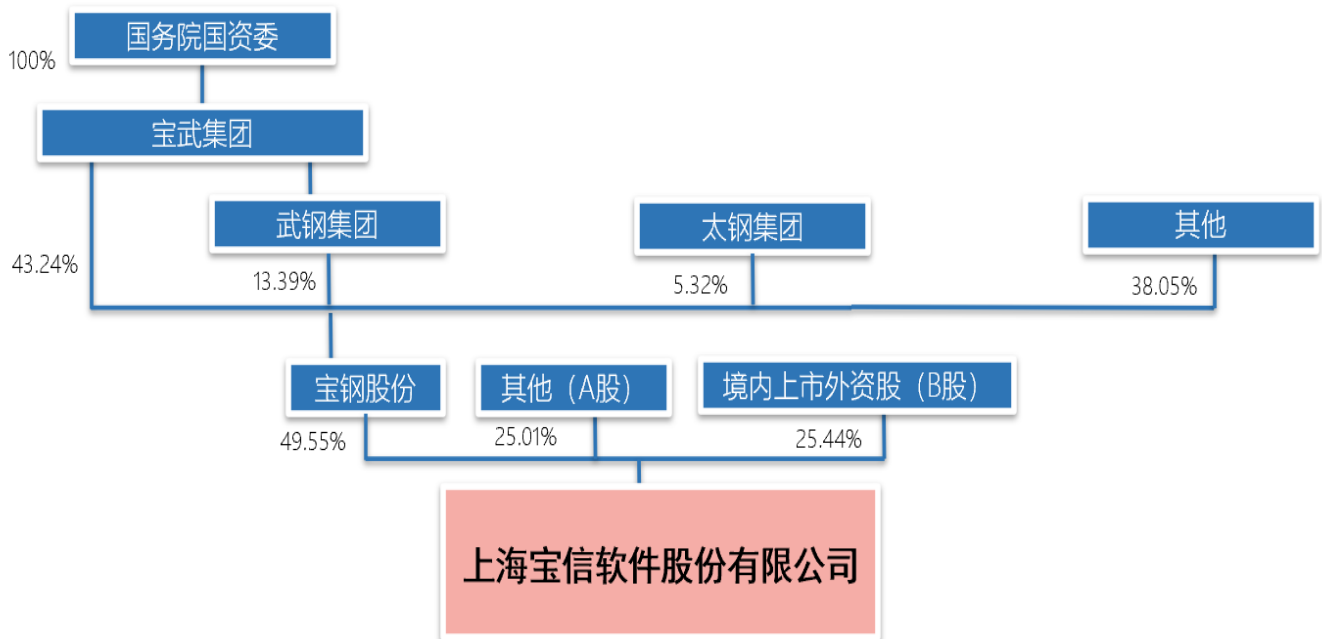 国务院国资委
100%
宝武集团
武钢集团
太钢集团
其他
43.24%
13.39%
5.32%
38.05%
宝钢股份
其他（A股）
境内上市外资股（B股）
49.55%
25.01%
25.44%
上海宝信软件股份有限公司